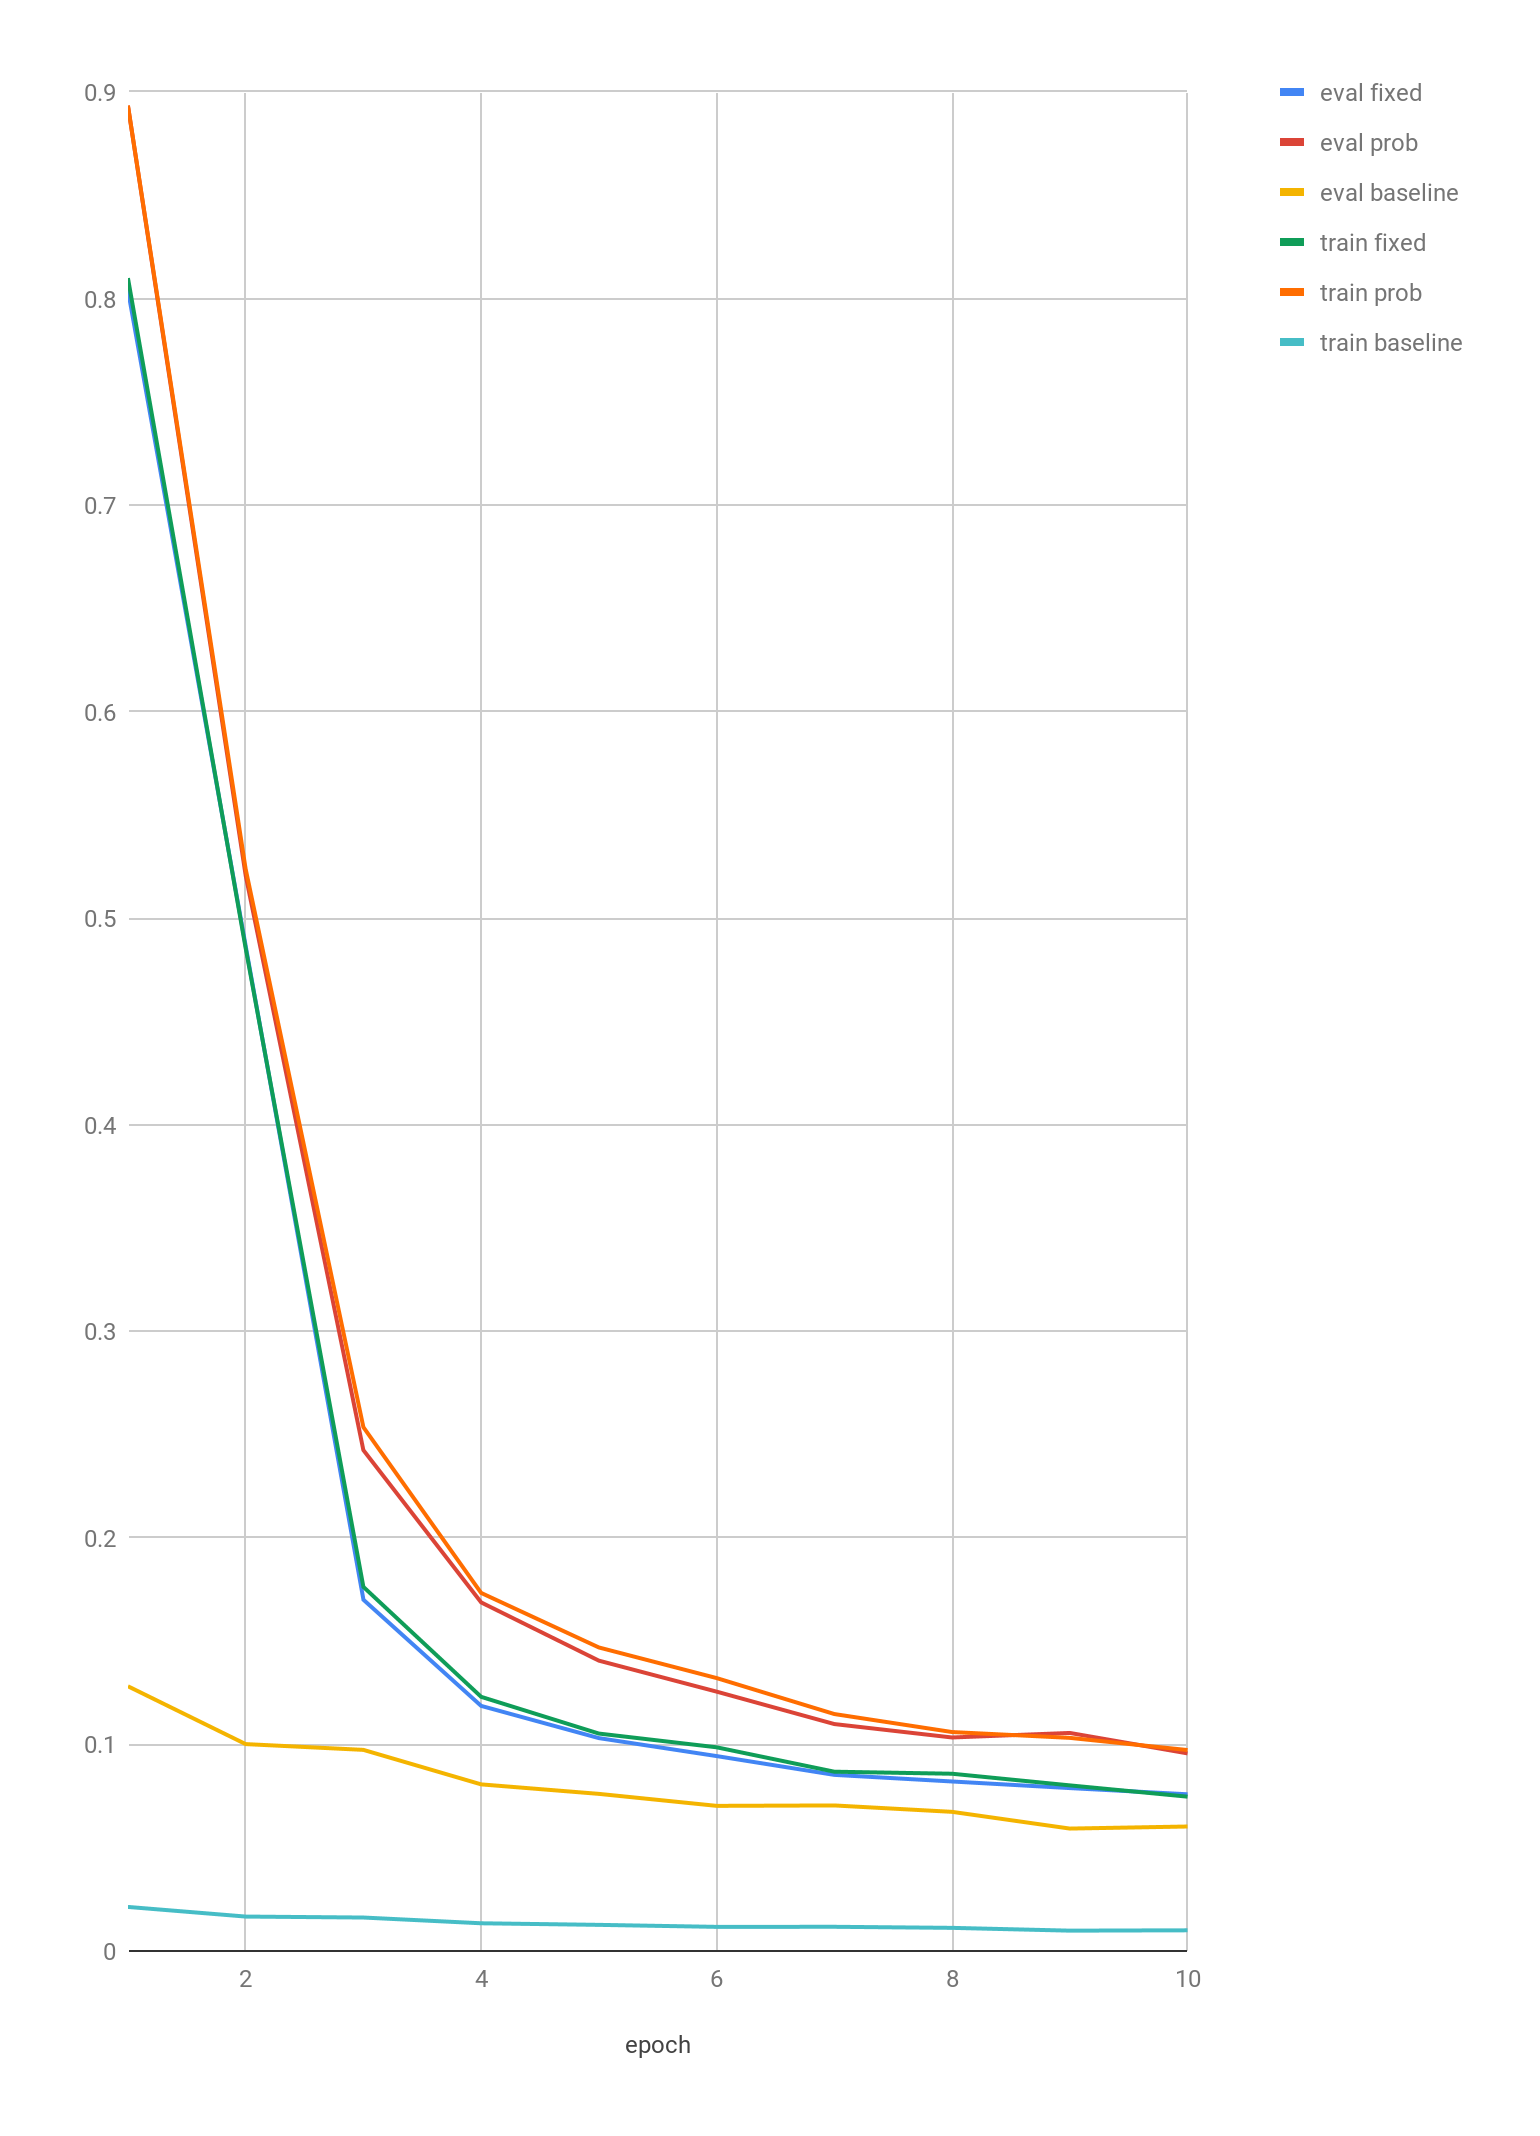 0.9
0.8
0.7
0.6
0.5
0.4
0.3
0.2
0.1
0
2 4 6 8 10
epoch
eval fixed
eval prob
eval baseline
train fixed
train prob
train baseline